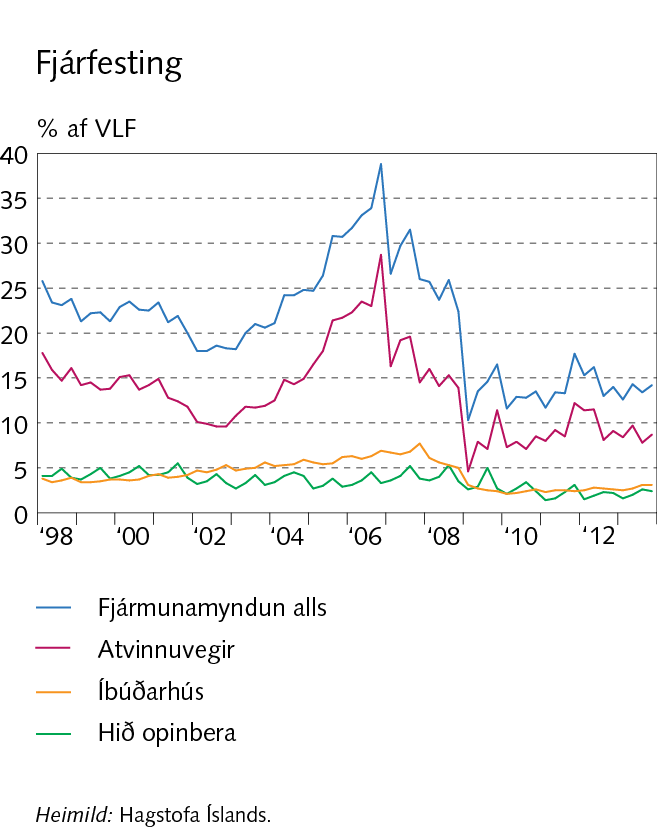 Fjárfesting
% af VLF
40
35
30
25
20
15
10
5
0
‘98 ‘00 ‘02 ‘04 ‘06 ‘08 ‘10 ‘12
Fjármunamyndun alls
Atvinnuvegir
Íbúðarhús
Hið opinbera
Heimild: Hagstofa Íslands.